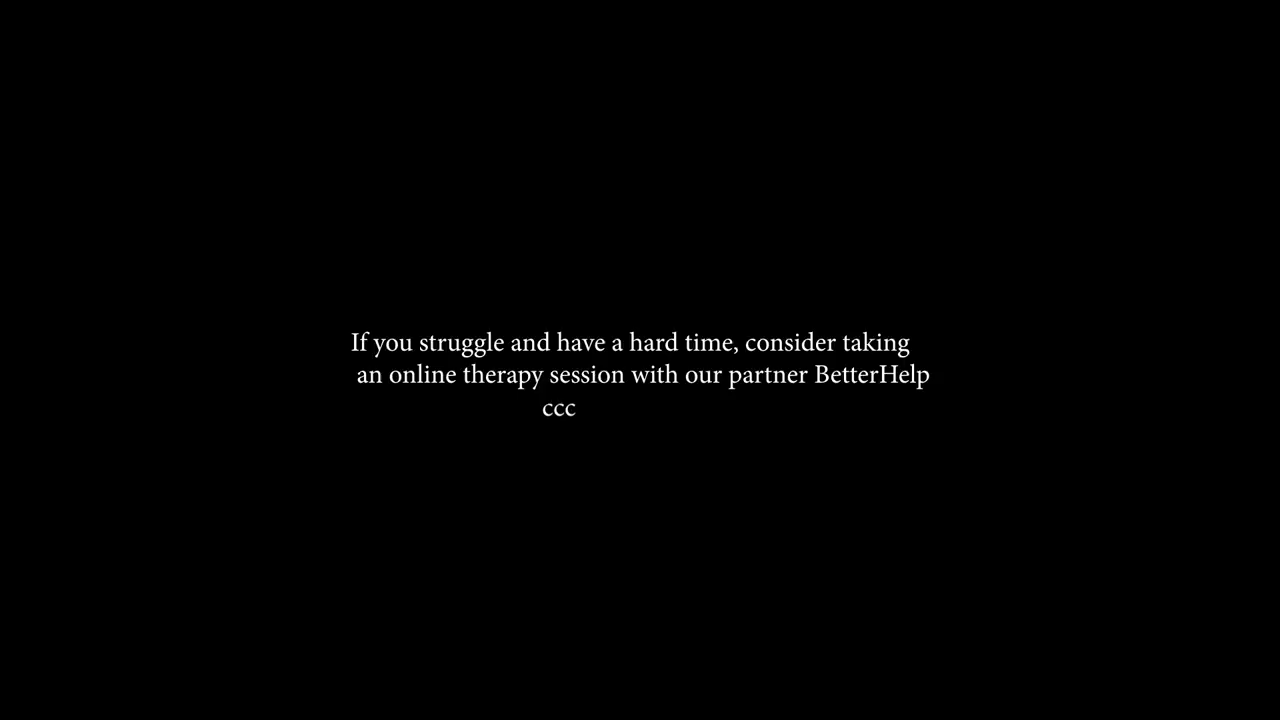 If you struggle and have a hard time, consider taking
an online therapy session with our partner BetterHelp
ccc